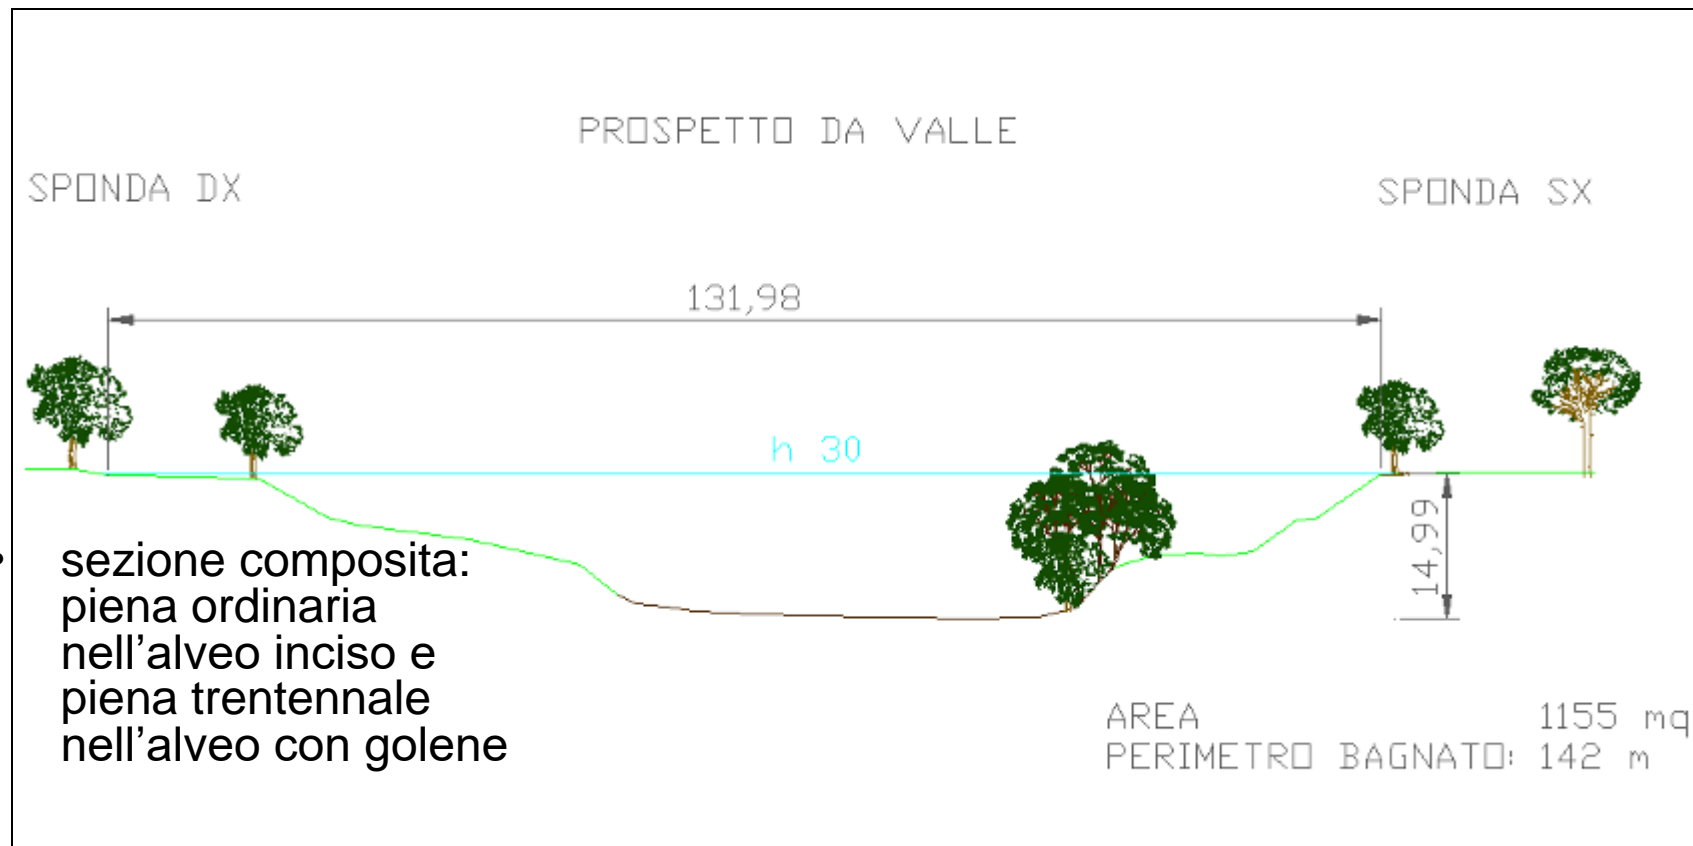 PROSPETTO DA VALLE
SPONDA DX
SPONDA SX
131,98
h 30
14,99
• sezione composita:
piena ordinaria
nell’alveo inciso e
piena trentennale
nell’alveo con golene
AREA 1155 mq
PERIMETRO BAGNATO: 142 m